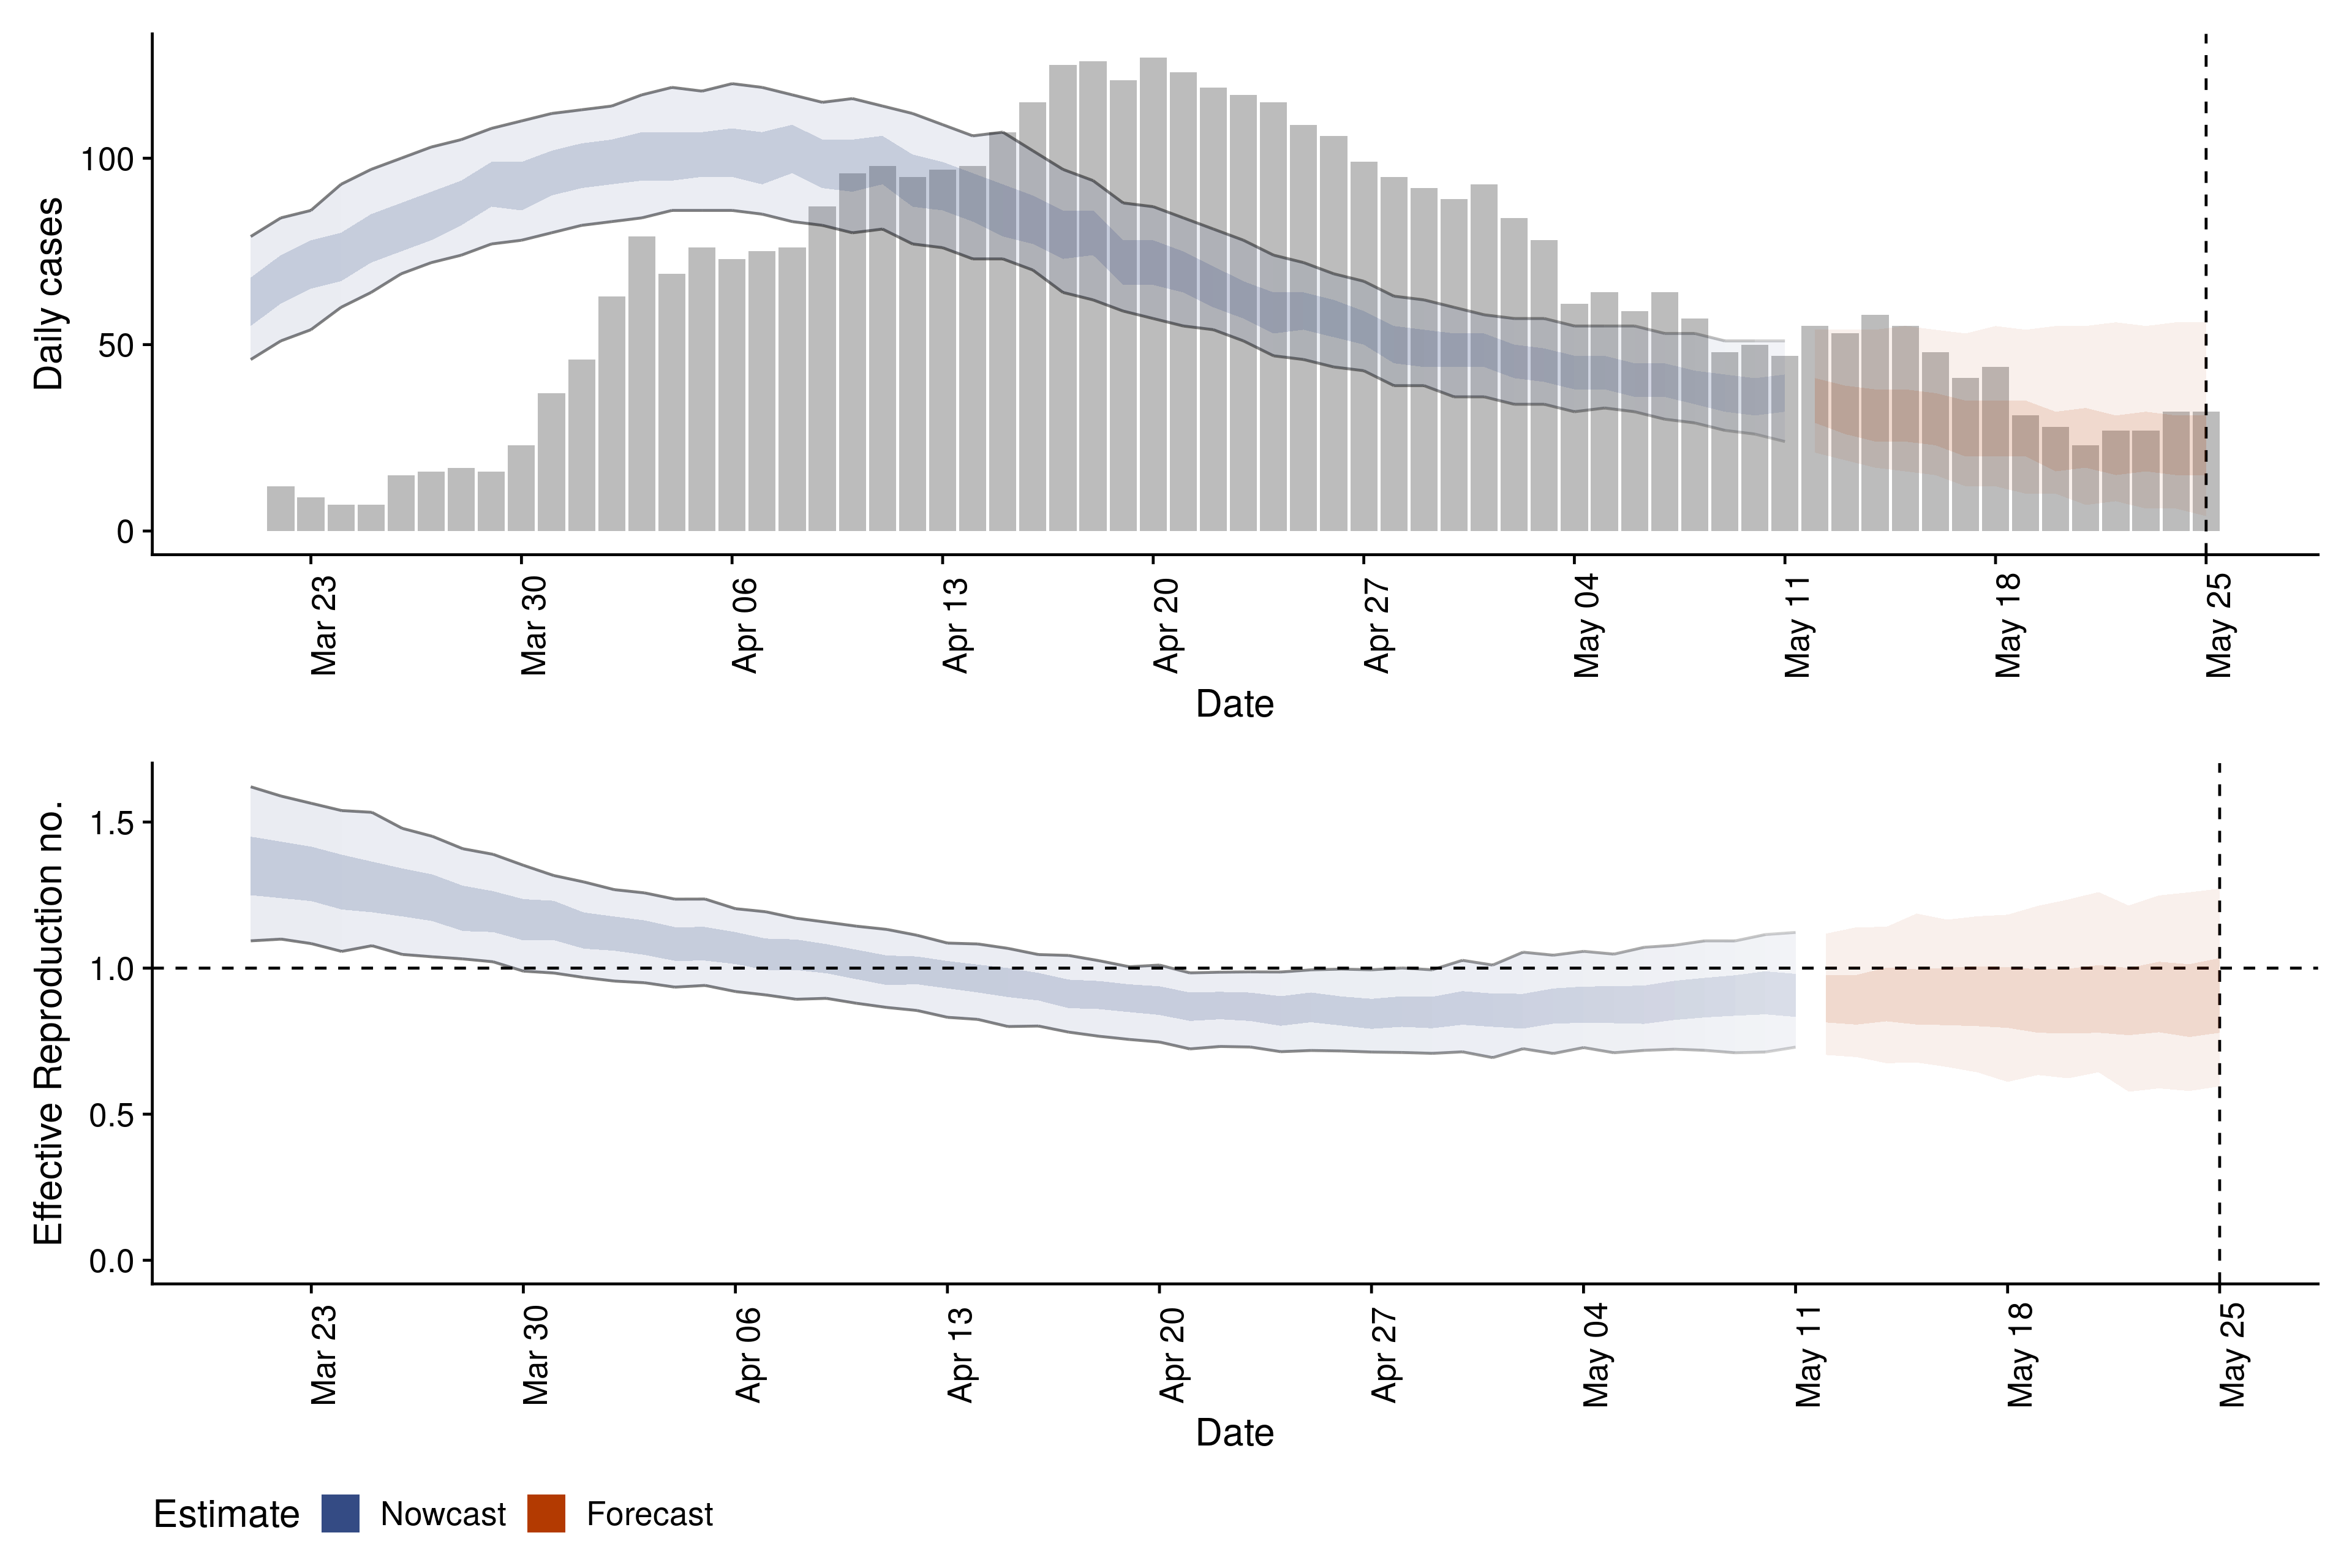 Daily cases
100
50
0
Mar 23
Mar 30
Apr 06
Apr 13
Apr 20
Apr 27
May 04
May 11
May 18
May 25
Date
Effective Reproduction no.
1.5
1.0
0.5
0.0
Mar 23
Mar 30
Apr 06
Apr 13
Apr 20
Apr 27
May 04
May 11
May 18
May 25
Date
Estimate Nowcast Forecast